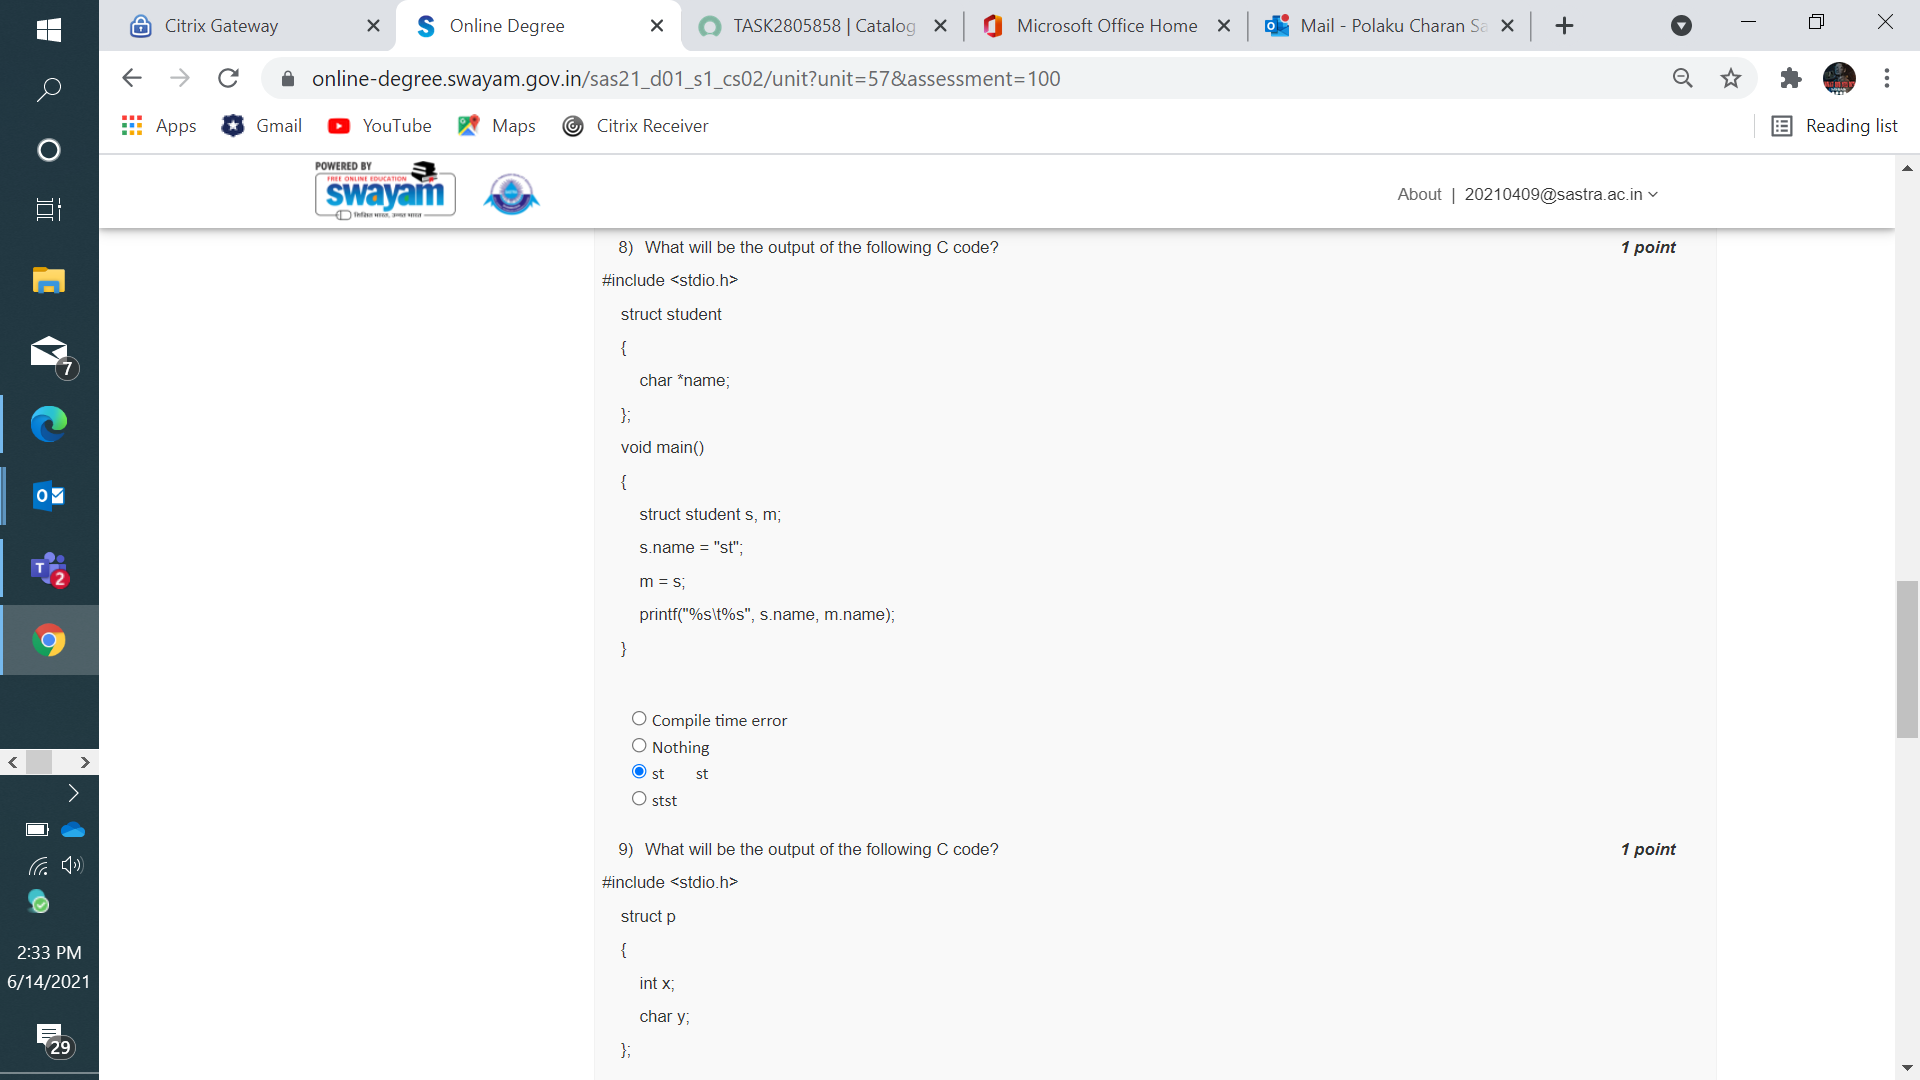 Citrix Gateway
Online Degree
TASK2805858 | Catalog
Microsoft Office Home
Mail - Polaku Charan Sa
online-degree.swayam.gov.in/sas21_d01_s1_cs02/unit?unit=57&assessment=100
Apps
Gmail
YouTube
Maps
Citrix Receiver
Reading list
POWERED BY
FREE ONLINE EDUCATION
swayam
About | 20210409@sastra.ac.in
8) What will be the output of the following C code?
1 point
#include <stdio.h>
struct student
{
char *name;
};
void main()
{
struct student s, m;
s.name = "st";
m = s;
printf("%s\t%s", s.name, m.name);
}
Compile time error
Nothing
st st
stst
9) What will be the output of the following C code?
1 point
#include <stdio.h>
struct p
{
int x;
char y;
};
7
2
2:33 PM
6/14/2021
29